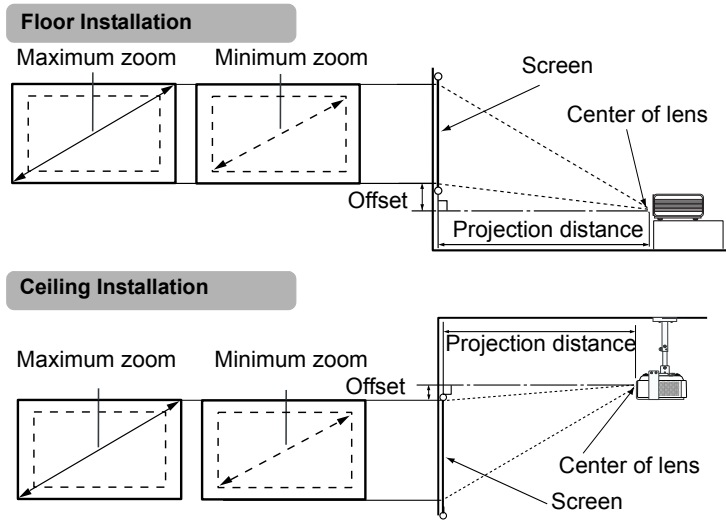 Floor Installation
Maximum zoom
Minimum zoom
Screen
Center of lens
Offset
Projection distance
Ceiling Installation
Maximum zoom
Minimum zoom
Projection distance
Offset
Center of lens
Screen